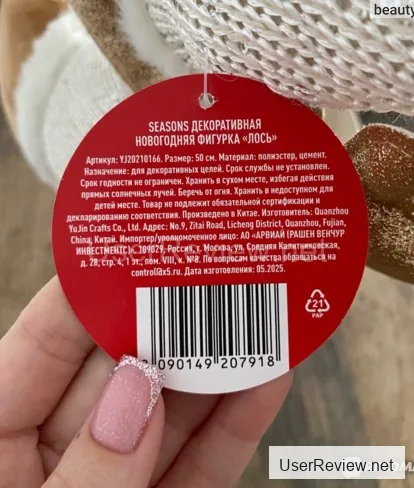 beauty
SEASONS ДЕКОРАТИВНАЯ
НОВОГОДНЯЯ ФИГУРКА «ЛОСЬ»
Артикул: YJ20210166. Размер: 50 см. Материал: полиэстер, цемент.
Назначение: для декоративных целей. Срок службы не установлен.
Срок годности не ограничен. Хранить в сухом месте, избегая действия
прямых солнечных лучей. Беречь от огня. Хранить в недоступном для
детей месте. Товар не подлежит обязательной сертификации и
декларированию соответствия. Произведено в Китае. Изготовитель: Quanzhou
YuJin Crafts Co., Ltd. Адрес: No.9, Zitai Road, Licheng District, Quanzhou, Fujian,
China, Китай. Импортер/уполномоченное лицо: АО «АРВИАЙ (РАШЕН ВЕНЧУР
ИНВЕСТМЕНТС)», 109029, Россия, г. Москва, ул. Средняя Калитниковская,
д. 28, стр. 4, 1 эт., пом. VIII, к. №8. По вопросам качества обращаться на
control@x5.ru. Дата изготовления: 05.2025.
090149 207918
21
PAP
UserReview.net